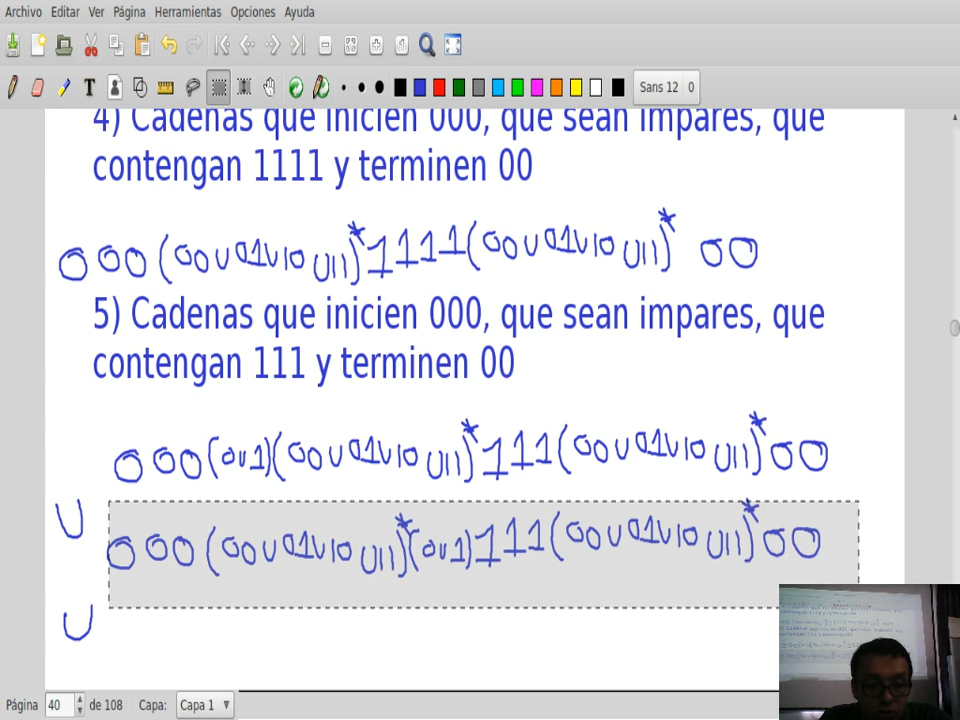 Archivo Editar Ver Página Herramientas Opciones Ayuda
T Sans 12 0
4) Cadenas que inicien 000, que sean impares, que
contengan 1111 y terminen 00
000(00∪01∪10∪11)*1111(00∪01∪10∪11)*00
5) Cadenas que inicien 000, que sean impares, que
contengan 111 y terminen 00
000(0∪1)(00∪01∪10∪11)*111(00∪01∪10∪11)*00
∪
000(00∪01∪10∪11)*(0∪1)111(00∪01∪10∪11)*00
∪
Página 40 de 108 Capa: Capa 1